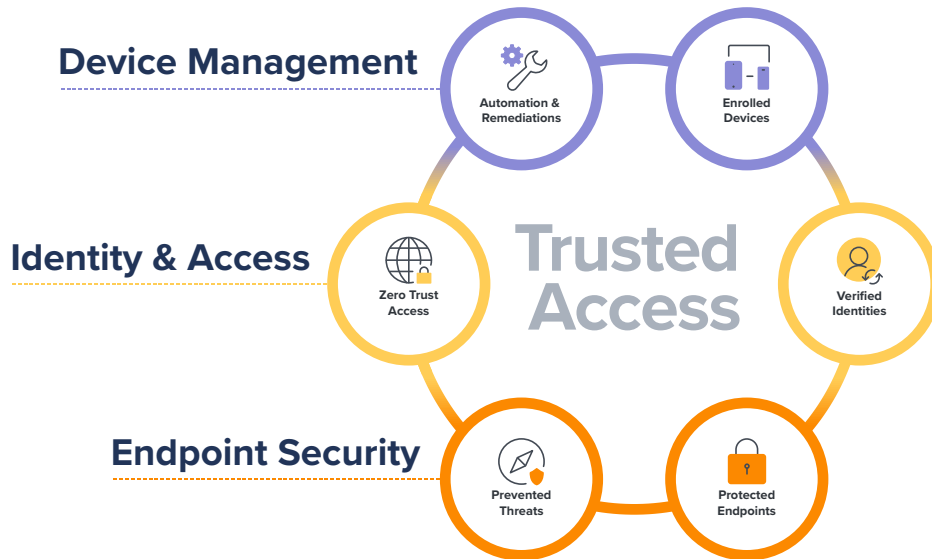 Device Management
Automation &
Remediations
Enrolled
Devices
Identity & Access
Zero Trust
Access
Trusted
Access
Verified
Identities
Endpoint Security
Prevented
Threats
Protected
Endpoints